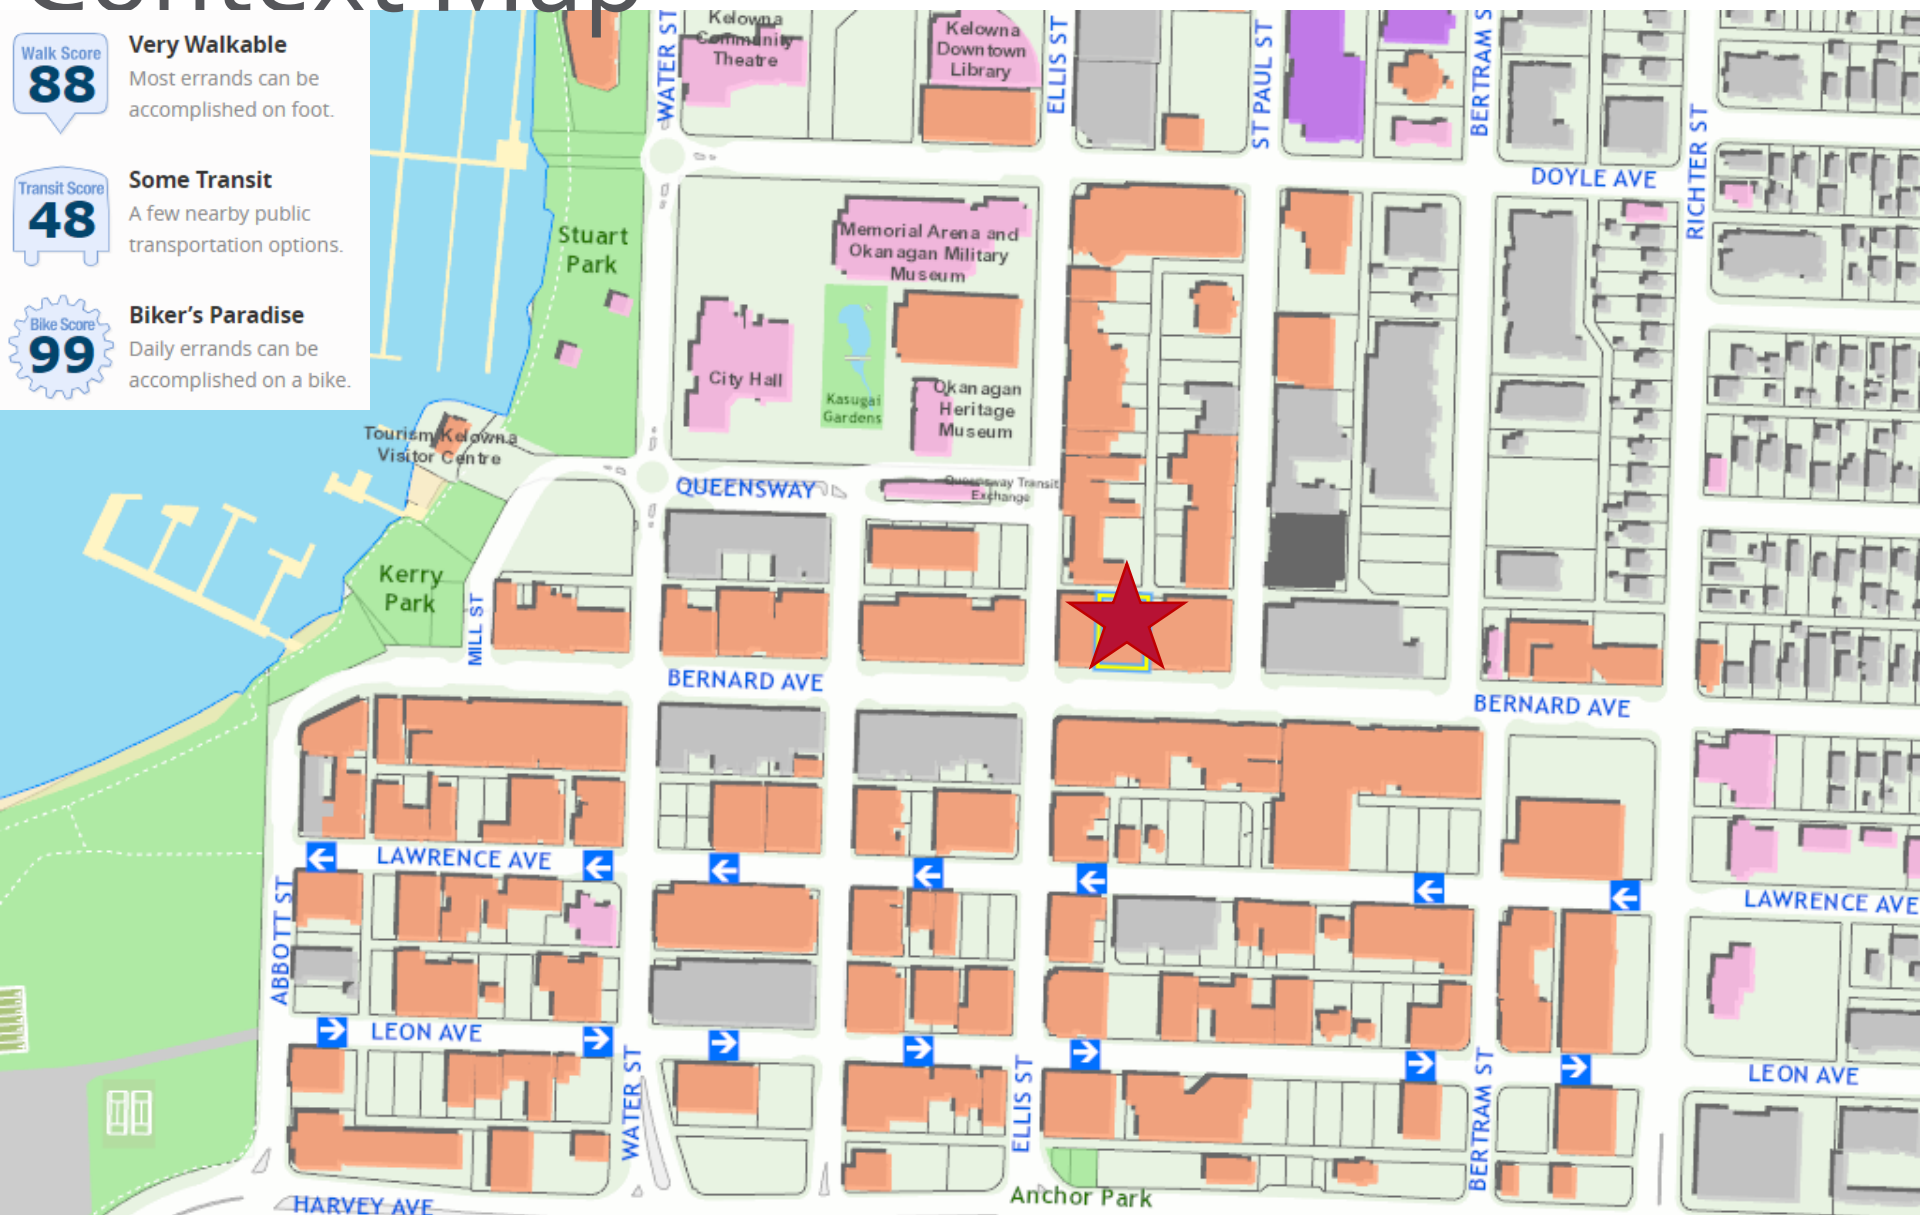 Context Map
Walk Score
88
Very Walkable
Most errands can be
accomplished on foot.
Transit Score
48
Some Transit
A few nearby public
transportation options.
Bike Score
99
Biker's Paradise
Daily errands can be
accomplished on a bike.
WATER ST
Kelowna
Community
Theatre
Kelowna
Downtown
Library
ELLIS ST
ST PAUL ST
BERTRAM S
RICHTER ST
DOYLE AVE
Stuart
Park
Memorial Arena and
Okanagan Military
Museum
City Hall
Kasugai
Gardens
Okanagan
Heritage
Museum
Tourism Kelowna
Visitor Centre
QUEENSWAY
Queensway Transit
Exchange
Kerry
Park
MILL ST
BERNARD AVE
BERNARD AVE
LAWRENCE AVE
LAWRENCE AVE
ABBOTT ST
LEON AVE
LEON AVE
WATER ST
ELLIS ST
BERTRAM ST
Anchor Park
HARVEY AVE